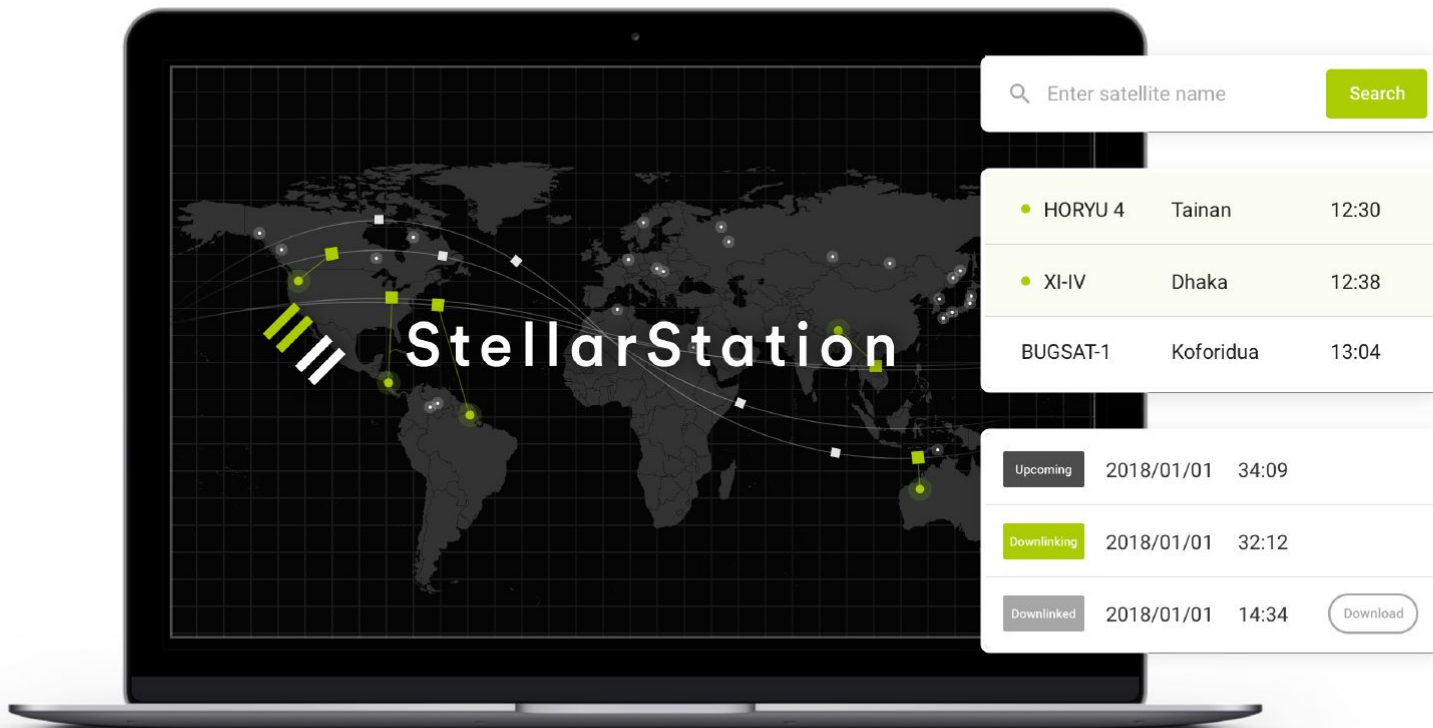 StellarStation
Enter satellite name Search
HORYU 4 Tainan 12:30
XI-IV Dhaka 12:38
BUGSAT-1 Koforidua 13:04
Upcoming 2018/01/01 34:09
Downlinking 2018/01/01 32:12
Downlinked 2018/01/01 14:34 Download